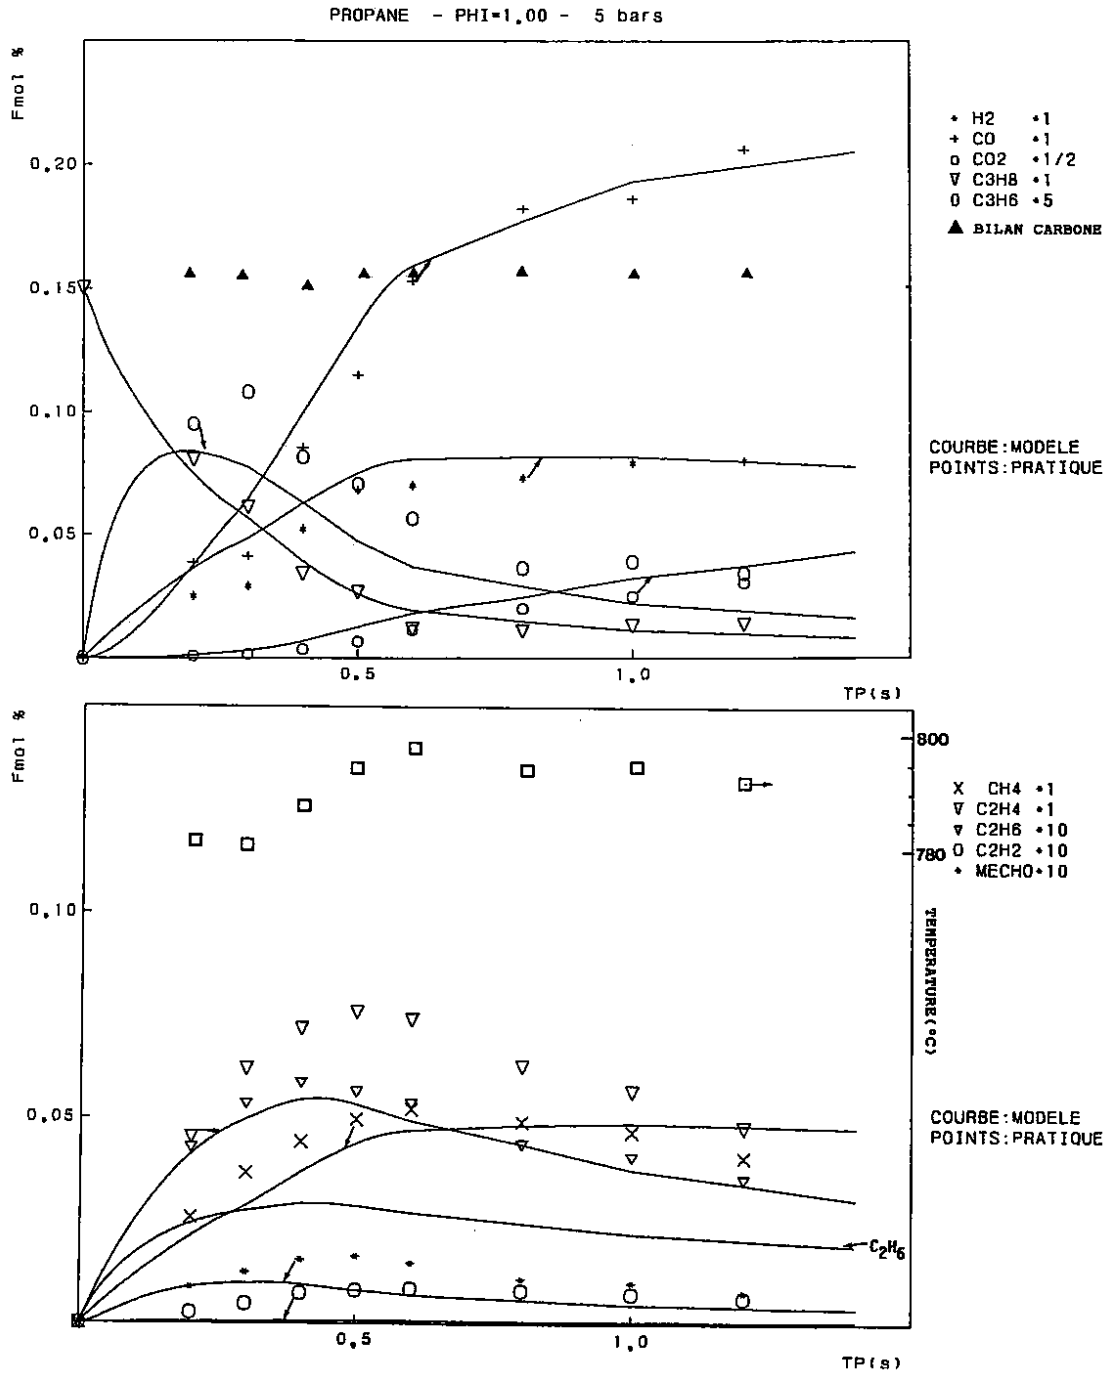 PROPANE - PHI=1.00 - 5 bars
Fmol %
0.20
0.15
0.10
0.05
0.5
1.0
TP(s)
* H2 *1
+ CO *1
o CO2 *1/2
∇ C3H8 *1
O C3H6 *5
▲ BILAN CARBONE
COURBE:MODELE
POINTS:PRATIQUE
Fmol %
0.10
0.05
0.5
1.0
TP(s)
800
780
TEMPERATURE(°C)
X CH4 *1
∇ C2H4 *1
▽ C2H6 *10
O C2H2 *10
* MECHO*10
COURBE:MODELE
POINTS:PRATIQUE
C₂H₆